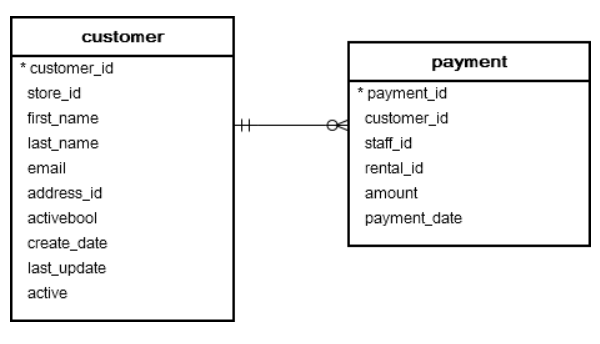 customer
* customer_id
store_id
first_name
last_name
email
address_id
activebool
create_date
last_update
active
payment
* payment_id
customer_id
staff_id
rental_id
amount
payment_date